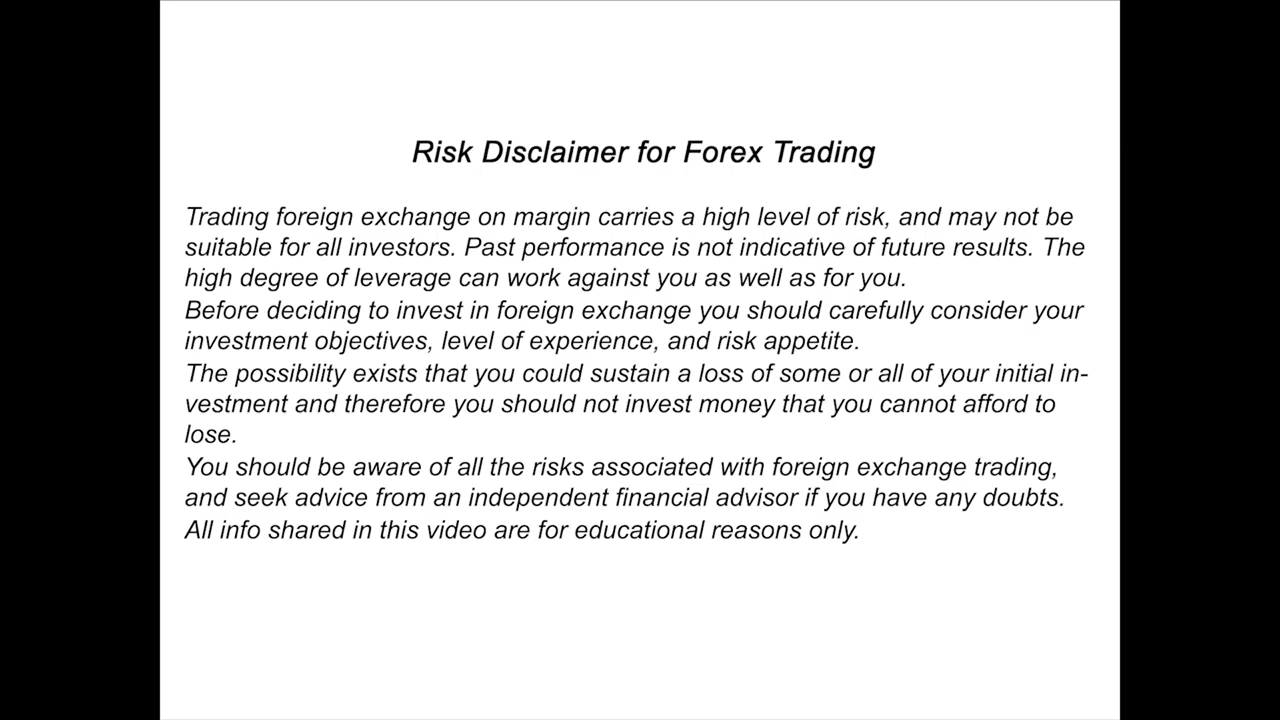 Risk Disclaimer for Forex Trading
Trading foreign exchange on margin carries a high level of risk, and may not be
suitable for all investors. Past performance is not indicative of future results. The
high degree of leverage can work against you as well as for you.
Before deciding to invest in foreign exchange you should carefully consider your
investment objectives, level of experience, and risk appetite.
The possibility exists that you could sustain a loss of some or all of your initial in-
vestment and therefore you should not invest money that you cannot afford to
lose.
You should be aware of all the risks associated with foreign exchange trading,
and seek advice from an independent financial advisor if you have any doubts.
All info shared in this video are for educational reasons only.